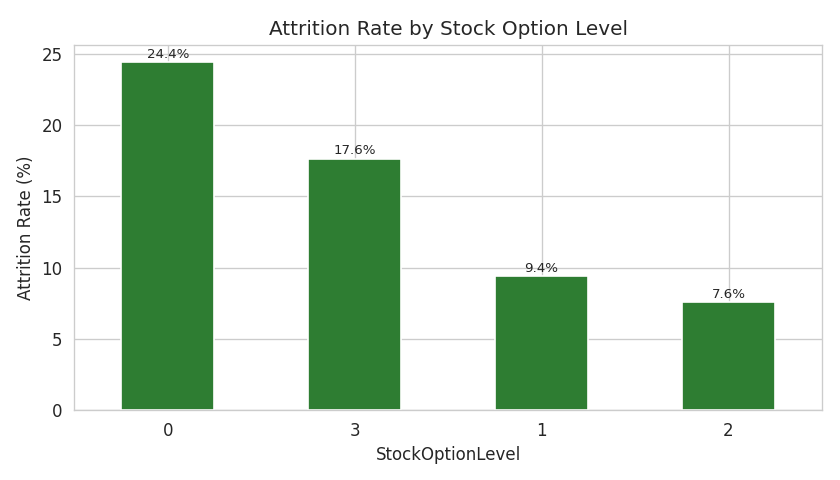 Attrition Rate by Stock Option Level
Attrition Rate (%)
25
20
15
10
5
0
24.4%
17.6%
9.4%
7.6%
0 3 1 2
StockOptionLevel